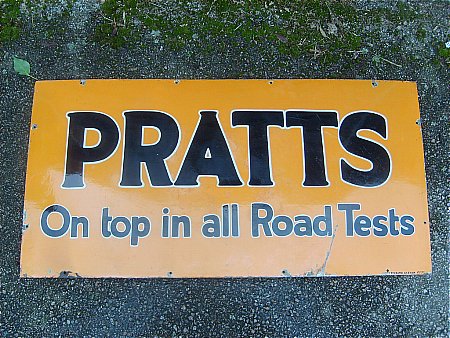 PRATTS
On top in all Road Tests